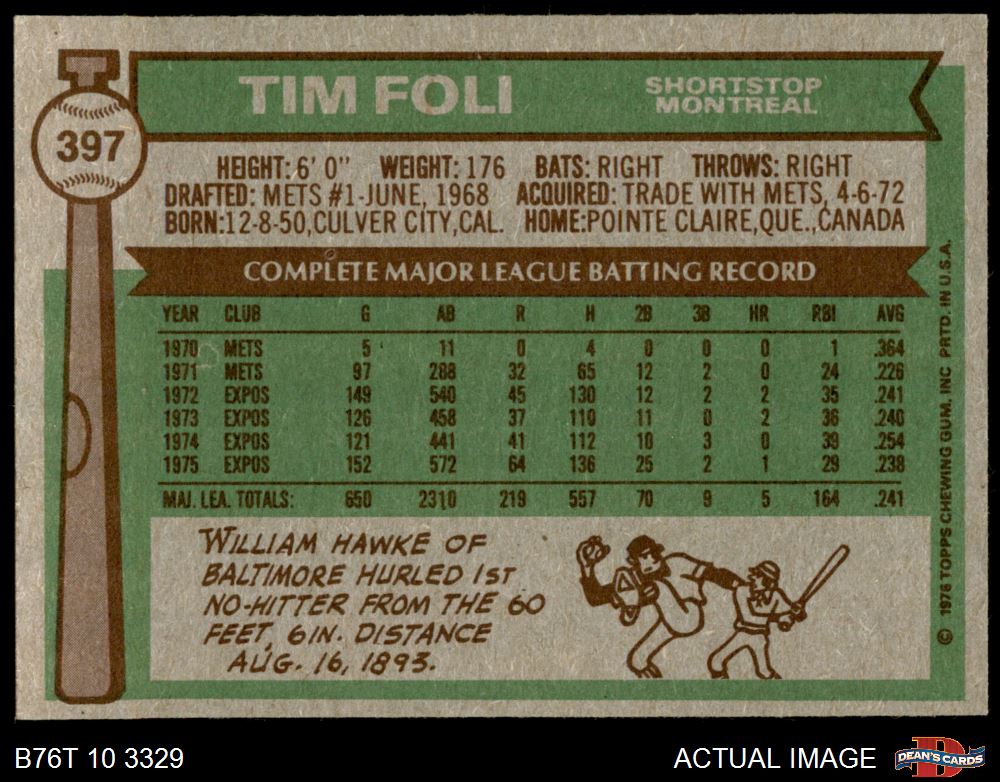 TIM FOLI
SHORTSTOP
MONTREAL
397
HEIGHT: 6' 0" WEIGHT: 176 BATS: RIGHT THROWS: RIGHT
DRAFTED: METS #1-JUNE, 1968 ACQUIRED: TRADE WITH METS, 4-6-72
BORN:12-8-50,CULVER CITY,CAL. HOME:POINTE CLAIRE,QUE.,CANADA
COMPLETE MAJOR LEAGUE BATTING RECORD
YEAR CLUB G AB R H 2B 3B HR RBI AVG
1970 METS 5 11 0 4 0 0 0 1 .364
1971 METS 97 288 32 65 12 2 0 24 .226
1972 EXPOS 149 540 45 130 12 2 2 35 .241
1973 EXPOS 126 458 37 110 11 0 2 36 .240
1974 EXPOS 121 441 41 112 10 3 0 39 .254
1975 EXPOS 152 572 64 136 25 2 1 29 .238
MAJ. LEA. TOTALS: 650 2310 219 557 70 9 5 164 .241
WILLIAM HAWKE OF
BALTIMORE HURLED 1ST
NO-HITTER FROM THE 60
FEET, 6IN. DISTANCE
AUG. 16, 1893.
© 1976 TOPPS CHEWING GUM, INC PRTD. IN U.S.A.
B76T 10 3329
ACTUAL IMAGE
D
DEAN'S CARDS